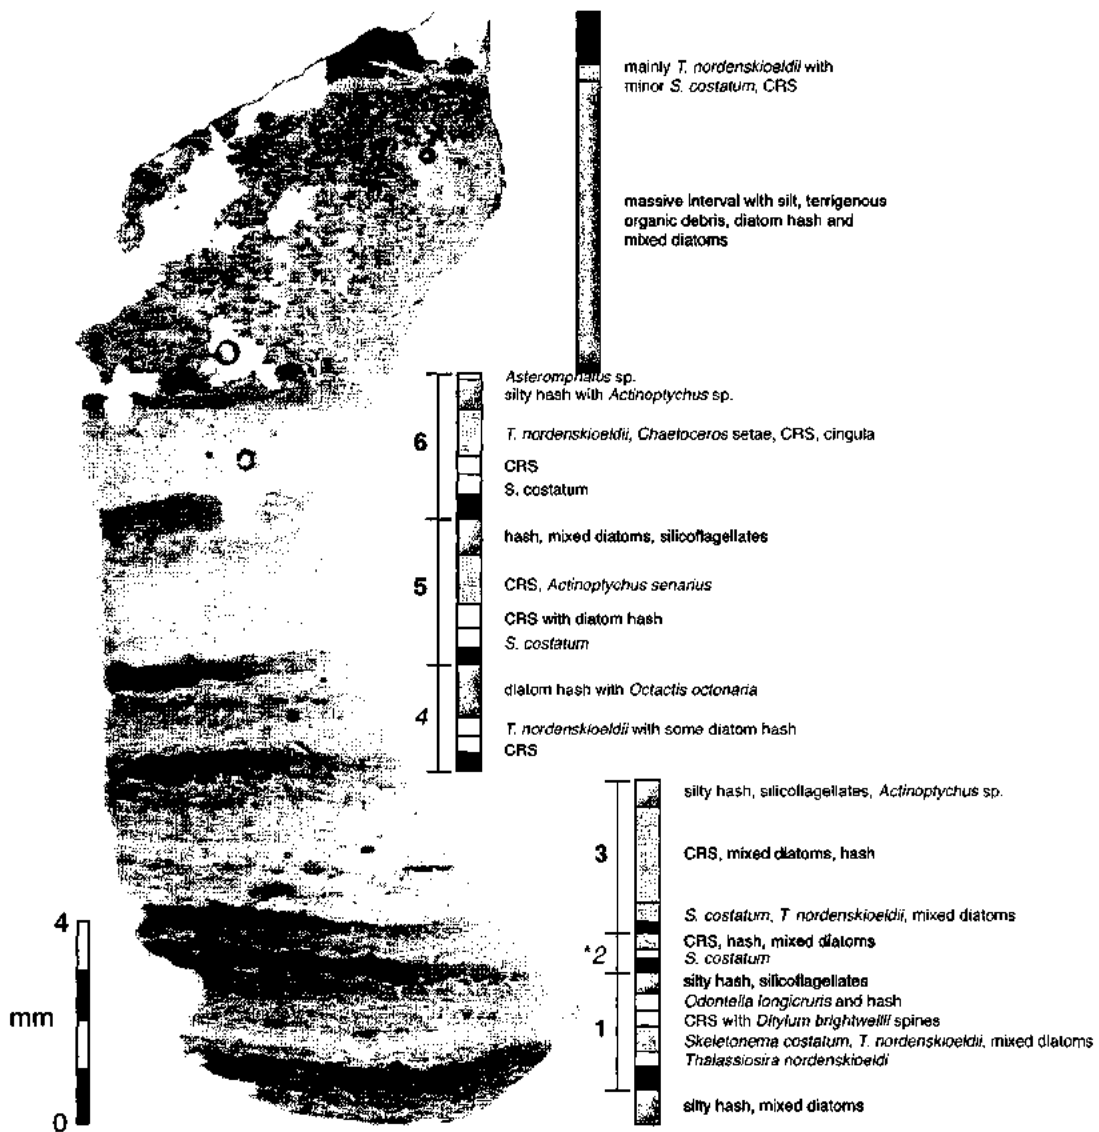 mainly T. nordenskioeldii with
minor S. costatum, CRS
massive interval with silt, terrigenous
organic debris, diatom hash and
mixed diatoms
Asteromphalus sp.
silty hash with Actinoptychus sp.
6
T. nordenskioeldii, Chaetoceros setae, CRS, cingula
CRS
S. costatum
hash, mixed diatoms, silicoflagellates
5
CRS, Actinoptychus senarius
CRS with diatom hash
S. costatum
diatom hash with Octactis octonaria
4
T. nordenskioeldii with some diatom hash
CRS
silty hash, silicoflagellates, Actinoptychus sp.
3
CRS, mixed diatoms, hash
S. costatum, T nordenskioeldii, mixed diatoms
CRS, hash, mixed diatoms
*2
S. costatum
silty hash, silicoflagellates
Odontella longicruris and hash
1
CRS with Ditylum brightwellii spines
Skeletonema costatum, T. nordenskioeldii, mixed diatoms
Thalassiosira nordenskioeldi
silty hash, mixed diatoms
4
mm
0